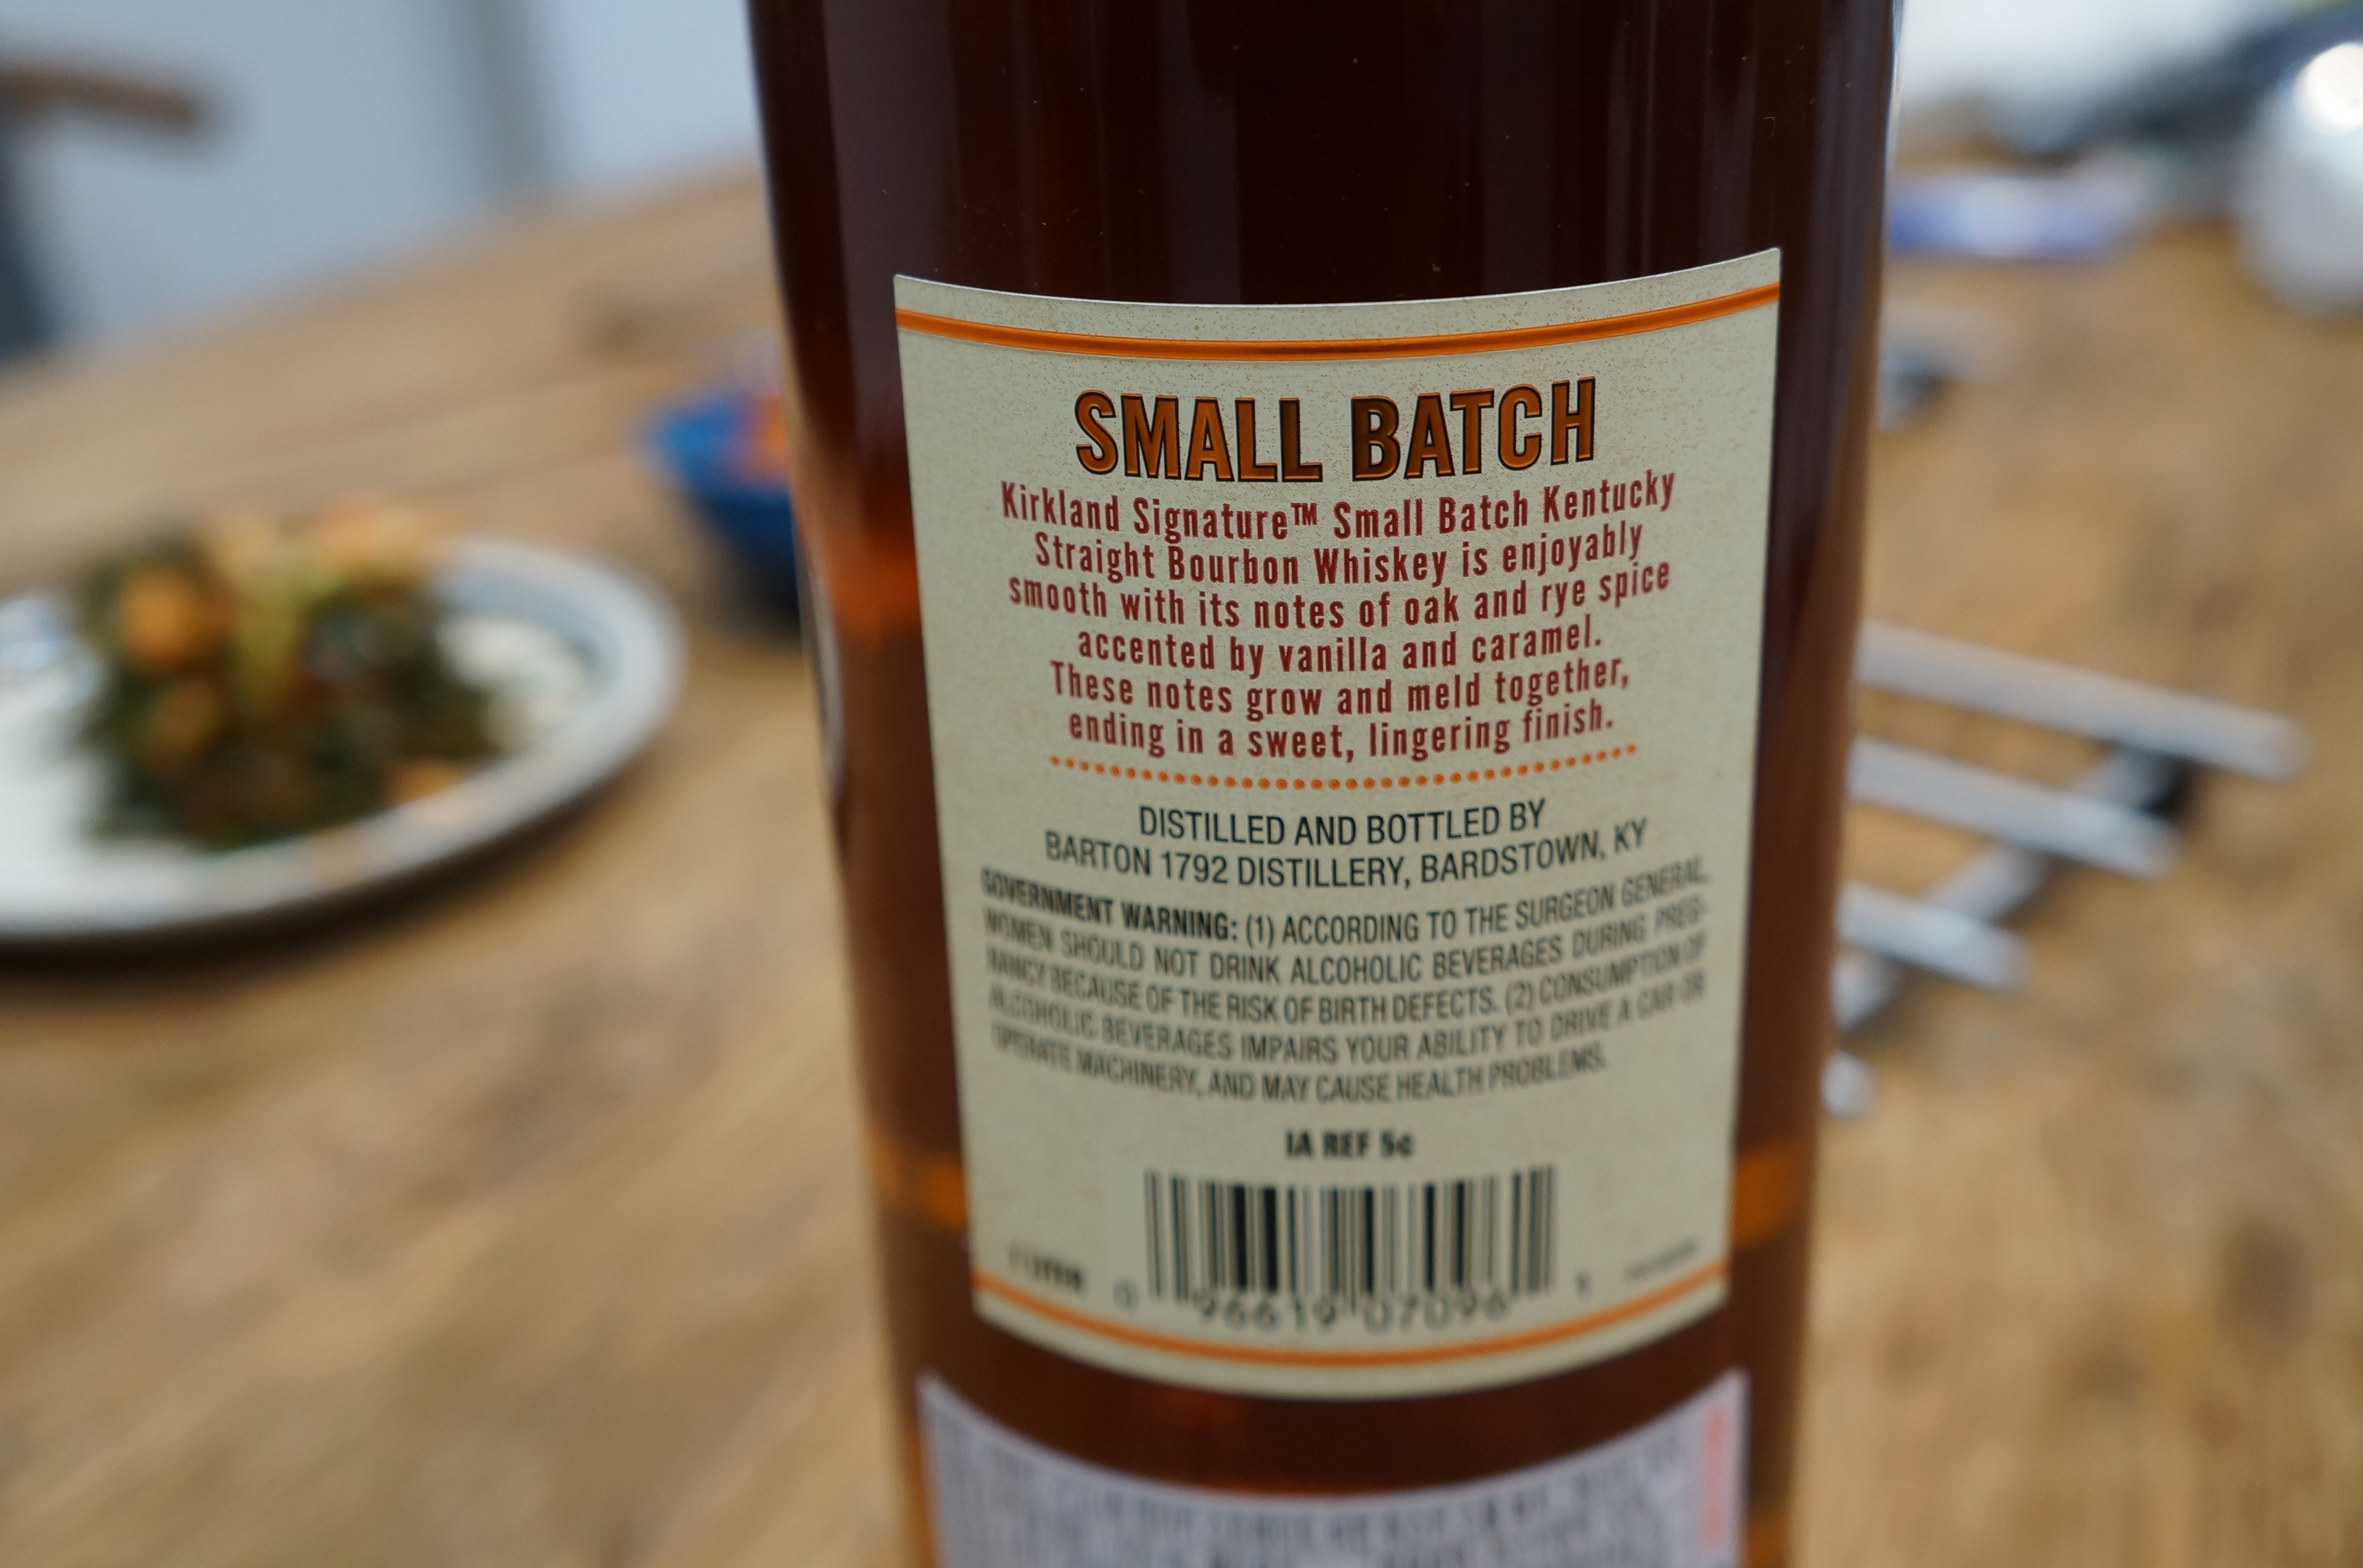 SMALL BATCH
Kirkland Signature™ Small Batch Kentucky
Straight Bourbon Whiskey is enjoyably
smooth with its notes of oak and rye spice
accented by vanilla and caramel.
These notes grow and meld together,
ending in a sweet, lingering finish.
DISTILLED AND BOTTLED BY
BARTON 1792 DISTILLERY, BARDSTOWN, KY
GOVERNMENT WARNING: (1) ACCORDING TO THE SURGEON GENERAL,
WOMEN SHOULD NOT DRINK ALCOHOLIC BEVERAGES DURING PREG-
NANCY BECAUSE OF THE RISK OF BIRTH DEFECTS. (2) CONSUMPTION OF
ALCOHOLIC BEVERAGES IMPAIRS YOUR ABILITY TO DRIVE A CAR OR
OPERATE MACHINERY, AND MAY CAUSE HEALTH PROBLEMS.
IA REF 5¢
0 96619 07096 1